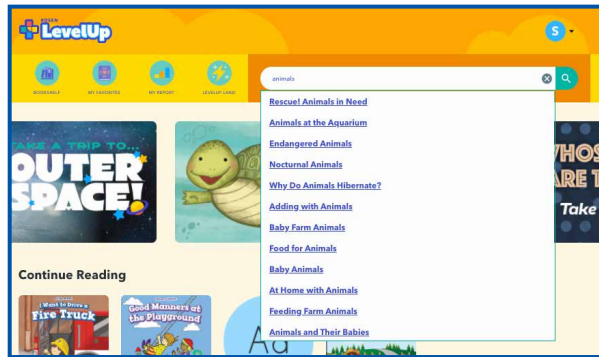 ROSEN
LevelUp
S
BOOKSHELF
MY FAVORITES
MY REPORT
LEVELUP LAND
animals
Rescue! Animals in Need
Animals at the Aquarium
Endangered Animals
Nocturnal Animals
Why Do Animals Hibernate?
Adding with Animals
Baby Farm Animals
Food for Animals
Baby Animals
At Home with Animals
Feeding Farm Animals
Animals and Their Babies
TAKE A TRIP TO...
OUTER
SPACE!
WHOS
ARE T
Take
Continue Reading
I Want to Drive a
Fire Truck
Good Manners at
the Playground
Aa